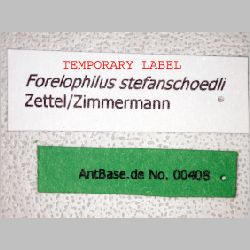 TEMPORARY LABEL
Forelophilus stefanschoedli
Zettel/Zimmermann
AntBase.de No. 00408